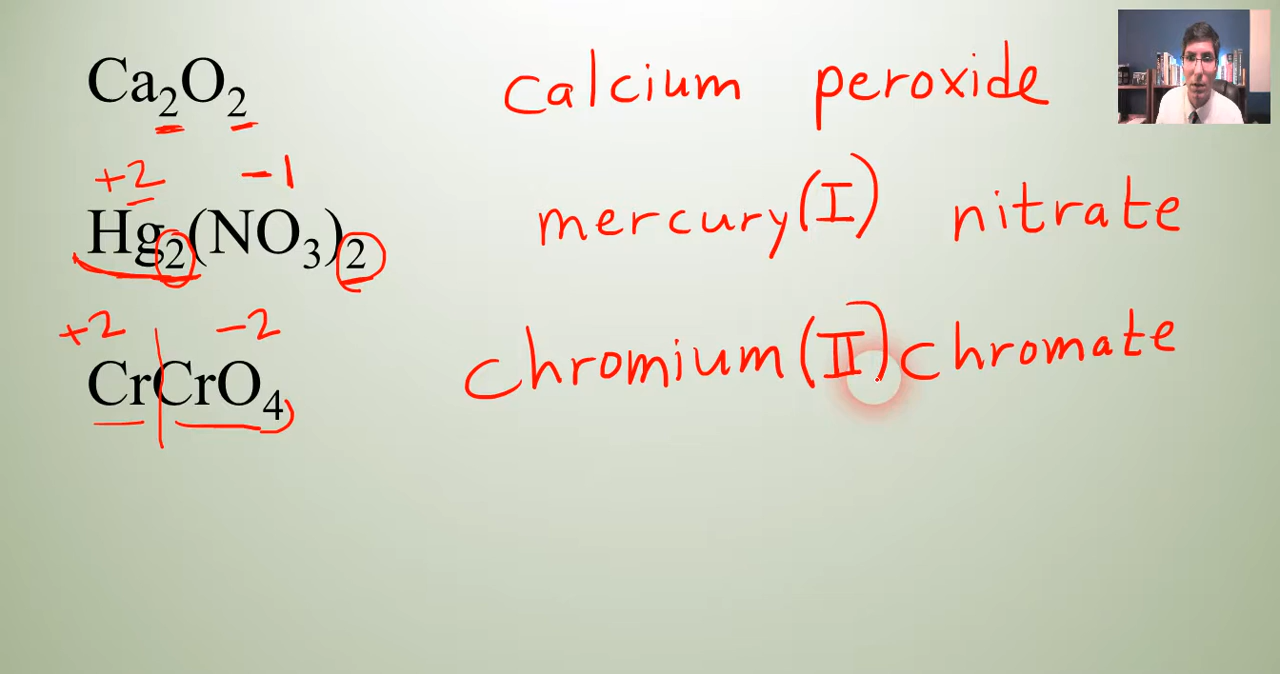 Ca₂O₂ calcium peroxide
+2 −1
Hg₂(NO₃)₂ mercury(I) nitrate
+2 −2
CrCrO₄ chromium(II)chromate